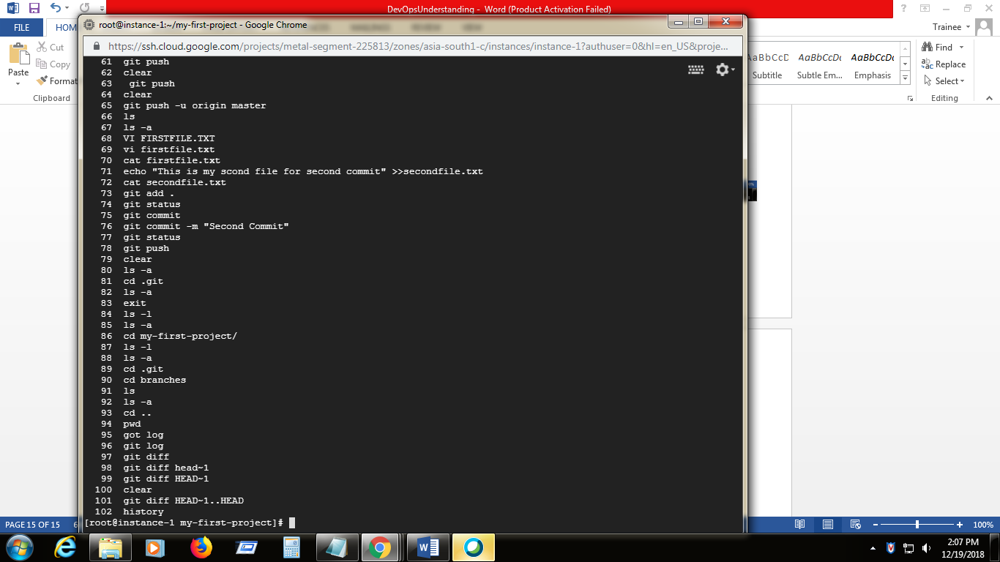 DevOpsUnderstanding - Word (Product Activation Failed)
FILE
HOM
Trainee
root@instance-1:~/my-first-project - Google Chrome
https://ssh.cloud.google.com/projects/metal-segment-225813/zones/asia-south1-c/instances/instance-1?authuser=0&hl=en_US&proje...
Cut
Copy
Format
Paste
Clipboard
AaBbCcD AaBbCcDc AaBbCcDc
Subtitle Subtle Em... Emphasis
Find
Replace
Select
Editing
61 git push
62 clear
63  git push
64 clear
65 git push -u origin master
66 ls
67 ls -a
68 VI FIRSTFILE.TXT
69 vi firstfile.txt
70 cat firstfile.txt
71 echo "This is my scond file for second commit" >>secondfile.txt
72 cat secondfile.txt
73 git add .
74 git status
75 git commit
76 git commit -m "Second Commit"
77 git status
78 git push
79 clear
80 ls -a
81 cd .git
82 ls -a
83 exit
84 ls -l
85 ls -a
86 cd my-first-project/
87 ls -l
88 ls -a
89 cd .git
90 cd branches
91 ls
92 ls -a
93 cd ..
94 pwd
95 got log
96 git log
97 git diff
98 git diff head~1
99 git diff HEAD~1
100 clear
101 git diff HEAD~1..HEAD
102 history
[root@instance-1 my-first-project]#
PAGE 15 OF 15 6
100%
2:07 PM
12/19/2018